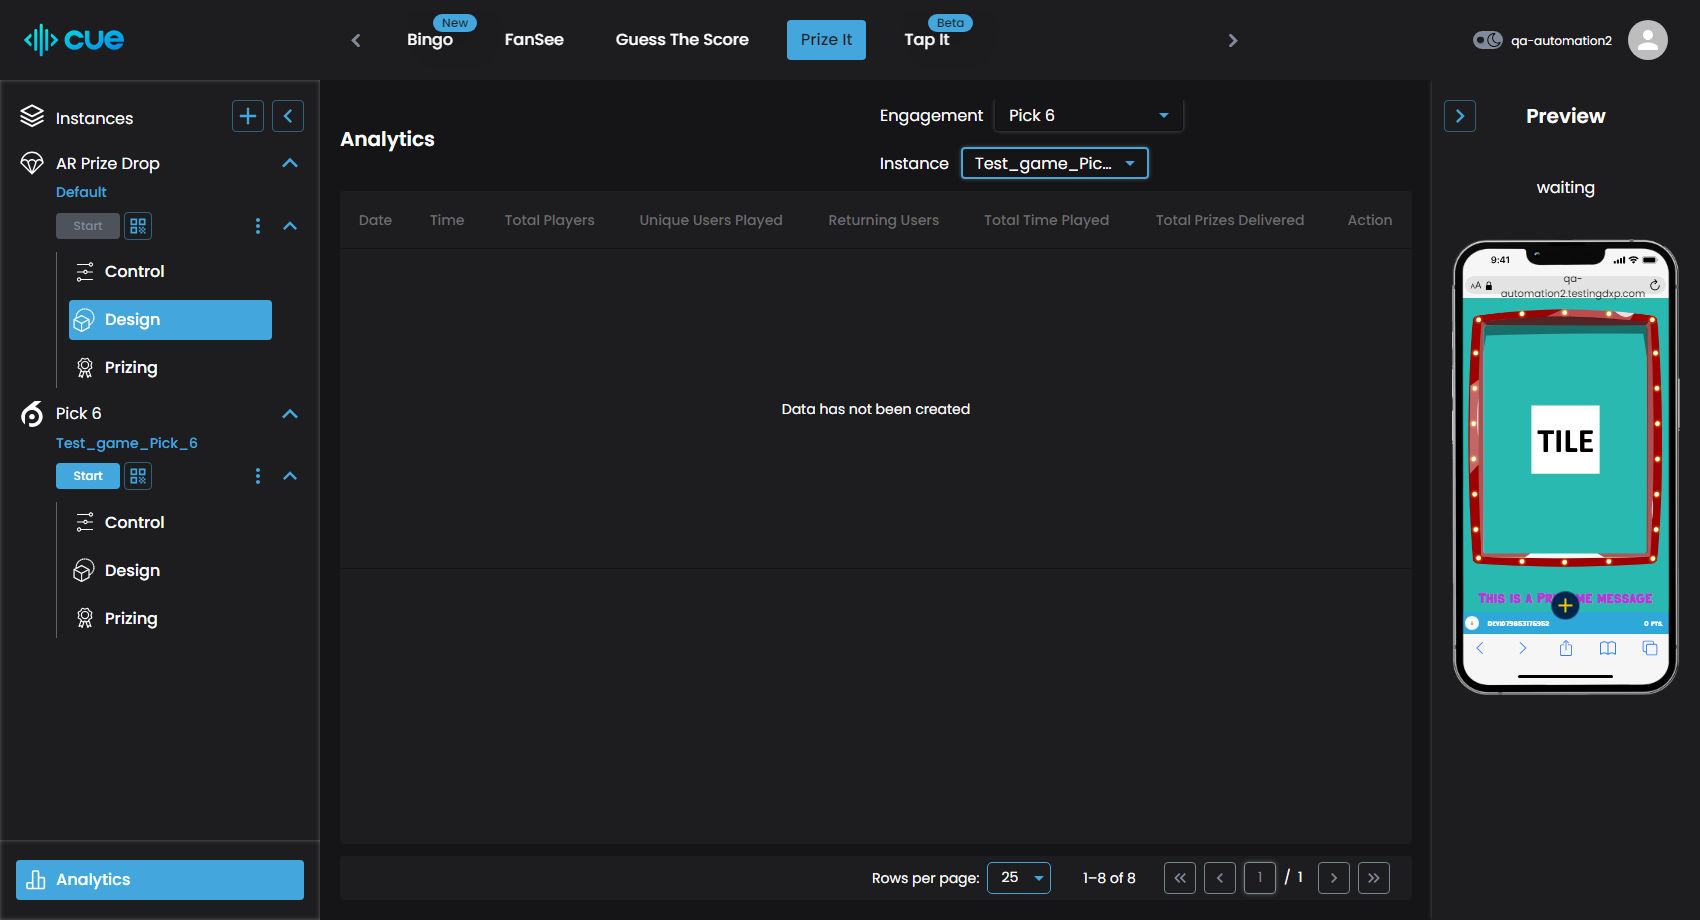 cue
New
Bingo
FanSee
Guess The Score
Prize It
Beta
Tap It
qa-automation2
Instances
AR Prize Drop
Default
Start
Control
Design
Prizing
Pick 6
Test_game_Pick_6
Start
Control
Design
Prizing
Analytics
Analytics
Engagement
Pick 6
Instance
Test_game_Pic...
Date
Time
Total Players
Unique Users Played
Returning Users
Total Time Played
Total Prizes Delivered
Action
Data has not been created
Rows per page:
25
1–8 of 8
1
/ 1
Preview
waiting
9:41
AA
qa-
automation2.testingdxp.com
TILE
This is a Pr
me message
0 PTS.